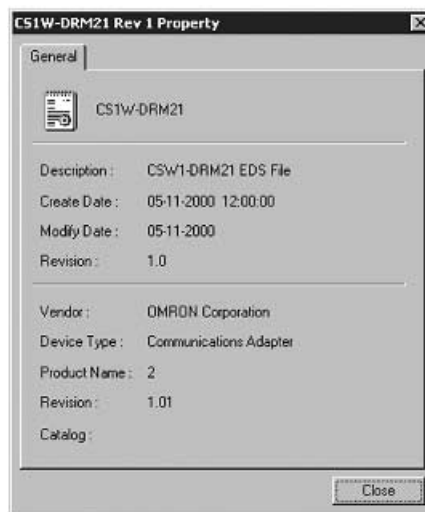 CS1W-DRM21 Rev 1 Property
General
CS1W-DRM21
Description : CSW1-DRM21 EDS File
Create Date : 05-11-2000 12:00:00
Modify Date : 05-11-2000
Revision : 1.0
Vendor : OMRON Corporation
Device Type : Communications Adapter
Product Name : 2
Revision : 1.01
Catalog :
Close